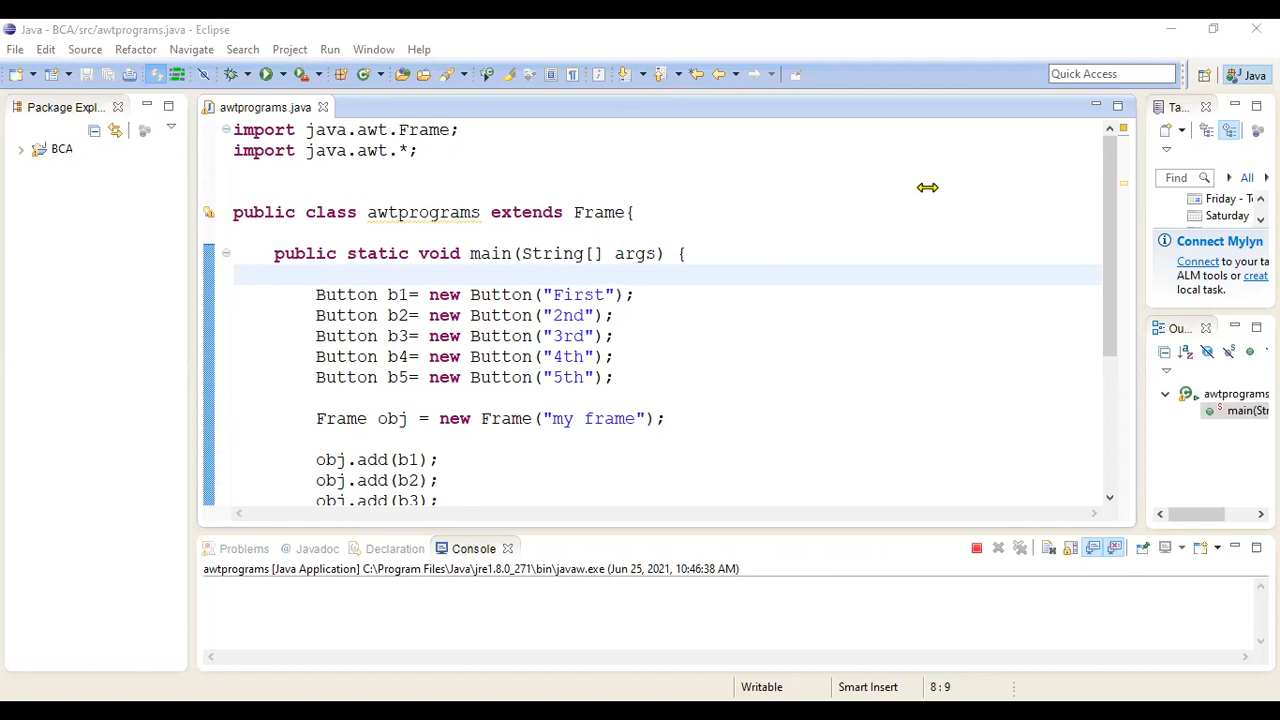 Java - BCA/src/awtprograms.java - Eclipse
File Edit Source Refactor Navigate Search Project Run Window Help
Quick Access
Java
Package Expl...
BCA
awtprograms.java
import java.awt.Frame;
import java.awt.*;
public class awtprograms extends Frame{
public static void main(String[] args) {
Button b1= new Button("First");
Button b2= new Button("2nd");
Button b3= new Button("3rd");
Button b4= new Button("4th");
Button b5= new Button("5th");
Frame obj = new Frame("my frame");
obj.add(b1);
obj.add(b2);
obj.add(b3);
Ta...
Find
All
Friday - To
Saturday
Connect Mylyn
Connect to your ta
ALM tools or creat
local task.
Ou...
awtprograms
main(Str
Problems Javadoc Declaration Console
awtprograms [Java Application] C:\Program Files\Java\jre1.8.0_271\bin\javaw.exe (Jun 25, 2021, 10:46:38 AM)
Writable Smart Insert 8 : 9